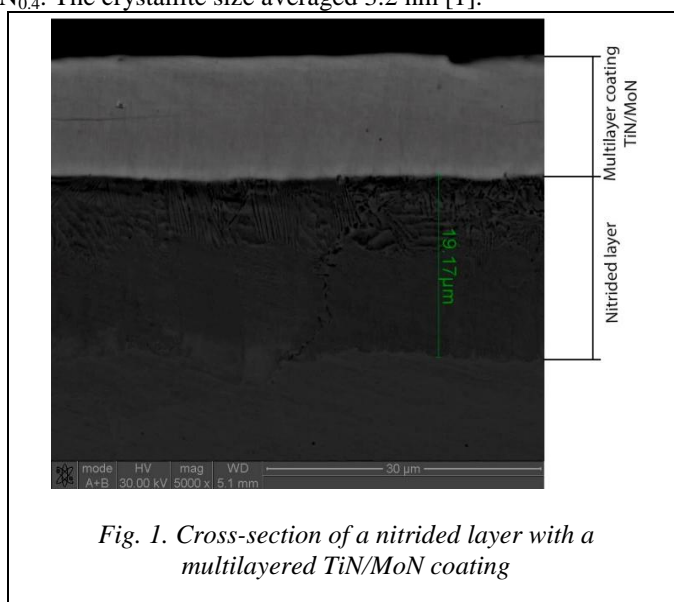 N0.4. The crystallite size averaged 3.2 nm [1].
Multilayer coating
TiN/MoN
19.17µm
Nitrided layer
mode HV mag WD 30 µm
A+B 30.00 kV 5000 x 5.1 mm
Fig. 1. Cross-section of a nitrided layer with a
multilayered TiN/MoN coating